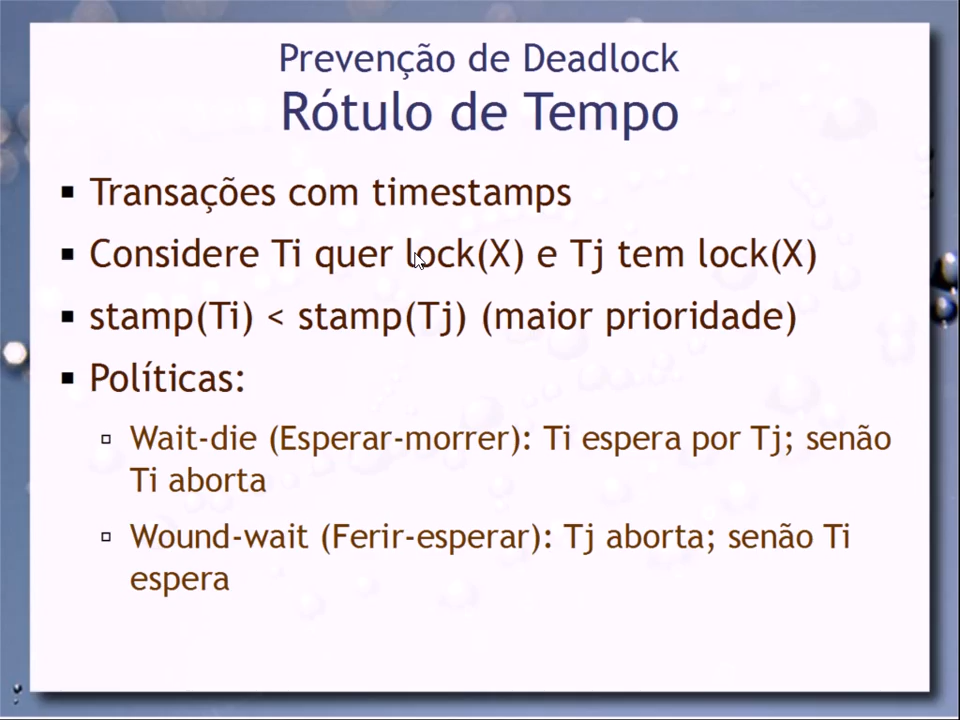 Prevenção de Deadlock
Rótulo de Tempo
Transações com timestamps
Considere Ti quer lock(X) e Tj tem lock(X)
stamp(Ti) < stamp(Tj) (maior prioridade)
Políticas:
Wait-die (Esperar-morrer): Ti espera por Tj; senão
Ti aborta
Wound-wait (Ferir-esperar): Tj aborta; senão Ti
espera